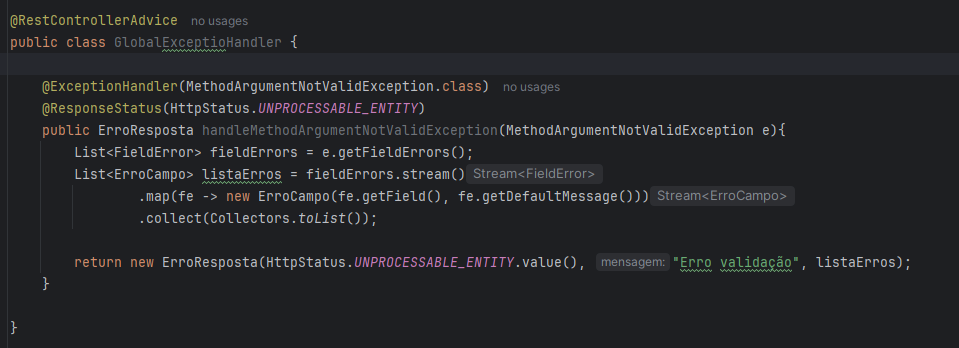 @RestControllerAdvice no usages
public class GlobalExceptioHandler {
@ExceptionHandler(MethodArgumentNotValidException.class) no usages
@ResponseStatus(HttpStatus.UNPROCESSABLE_ENTITY)
public ErroResposta handleMethodArgumentNotValidException(MethodArgumentNotValidException e){
List<FieldError> fieldErrors = e.getFieldErrors();
List<ErroCampo> listaErros = fieldErrors.stream() Stream<FieldError>
.map(fe -> new ErroCampo(fe.getField(), fe.getDefaultMessage())) Stream<ErroCampo>
.collect(Collectors.toList());
return new ErroResposta(HttpStatus.UNPROCESSABLE_ENTITY.value(), mensagem: "Erro validação", listaErros);
}
}